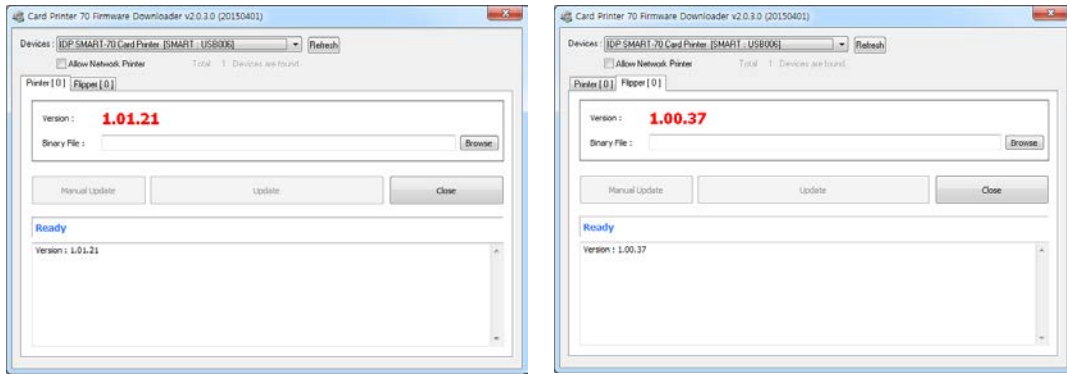 Card Printer 70 Firmware Downloader v2.0.3.0 (20150401)
Devices : IDP SMART-70 Card Printer [SMART : USB006] Refresh
Allow Network Printer Total 1 Devices are found.
Printer [ 0 ] Flipper [ 0 ]
Version : 1.01.21
Binary File : Browse
Manual Update Update Close
Ready
Version : 1.01.21
Card Printer 70 Firmware Downloader v2.0.3.0 (20150401)
Devices : IDP SMART-70 Card Printer [SMART : USB006] Refresh
Allow Network Printer Total 1 Devices are found.
Printer [ 0 ] Flipper [ 0 ]
Version : 1.00.37
Binary File : Browse
Manual Update Update Close
Ready
Version : 1.00.37